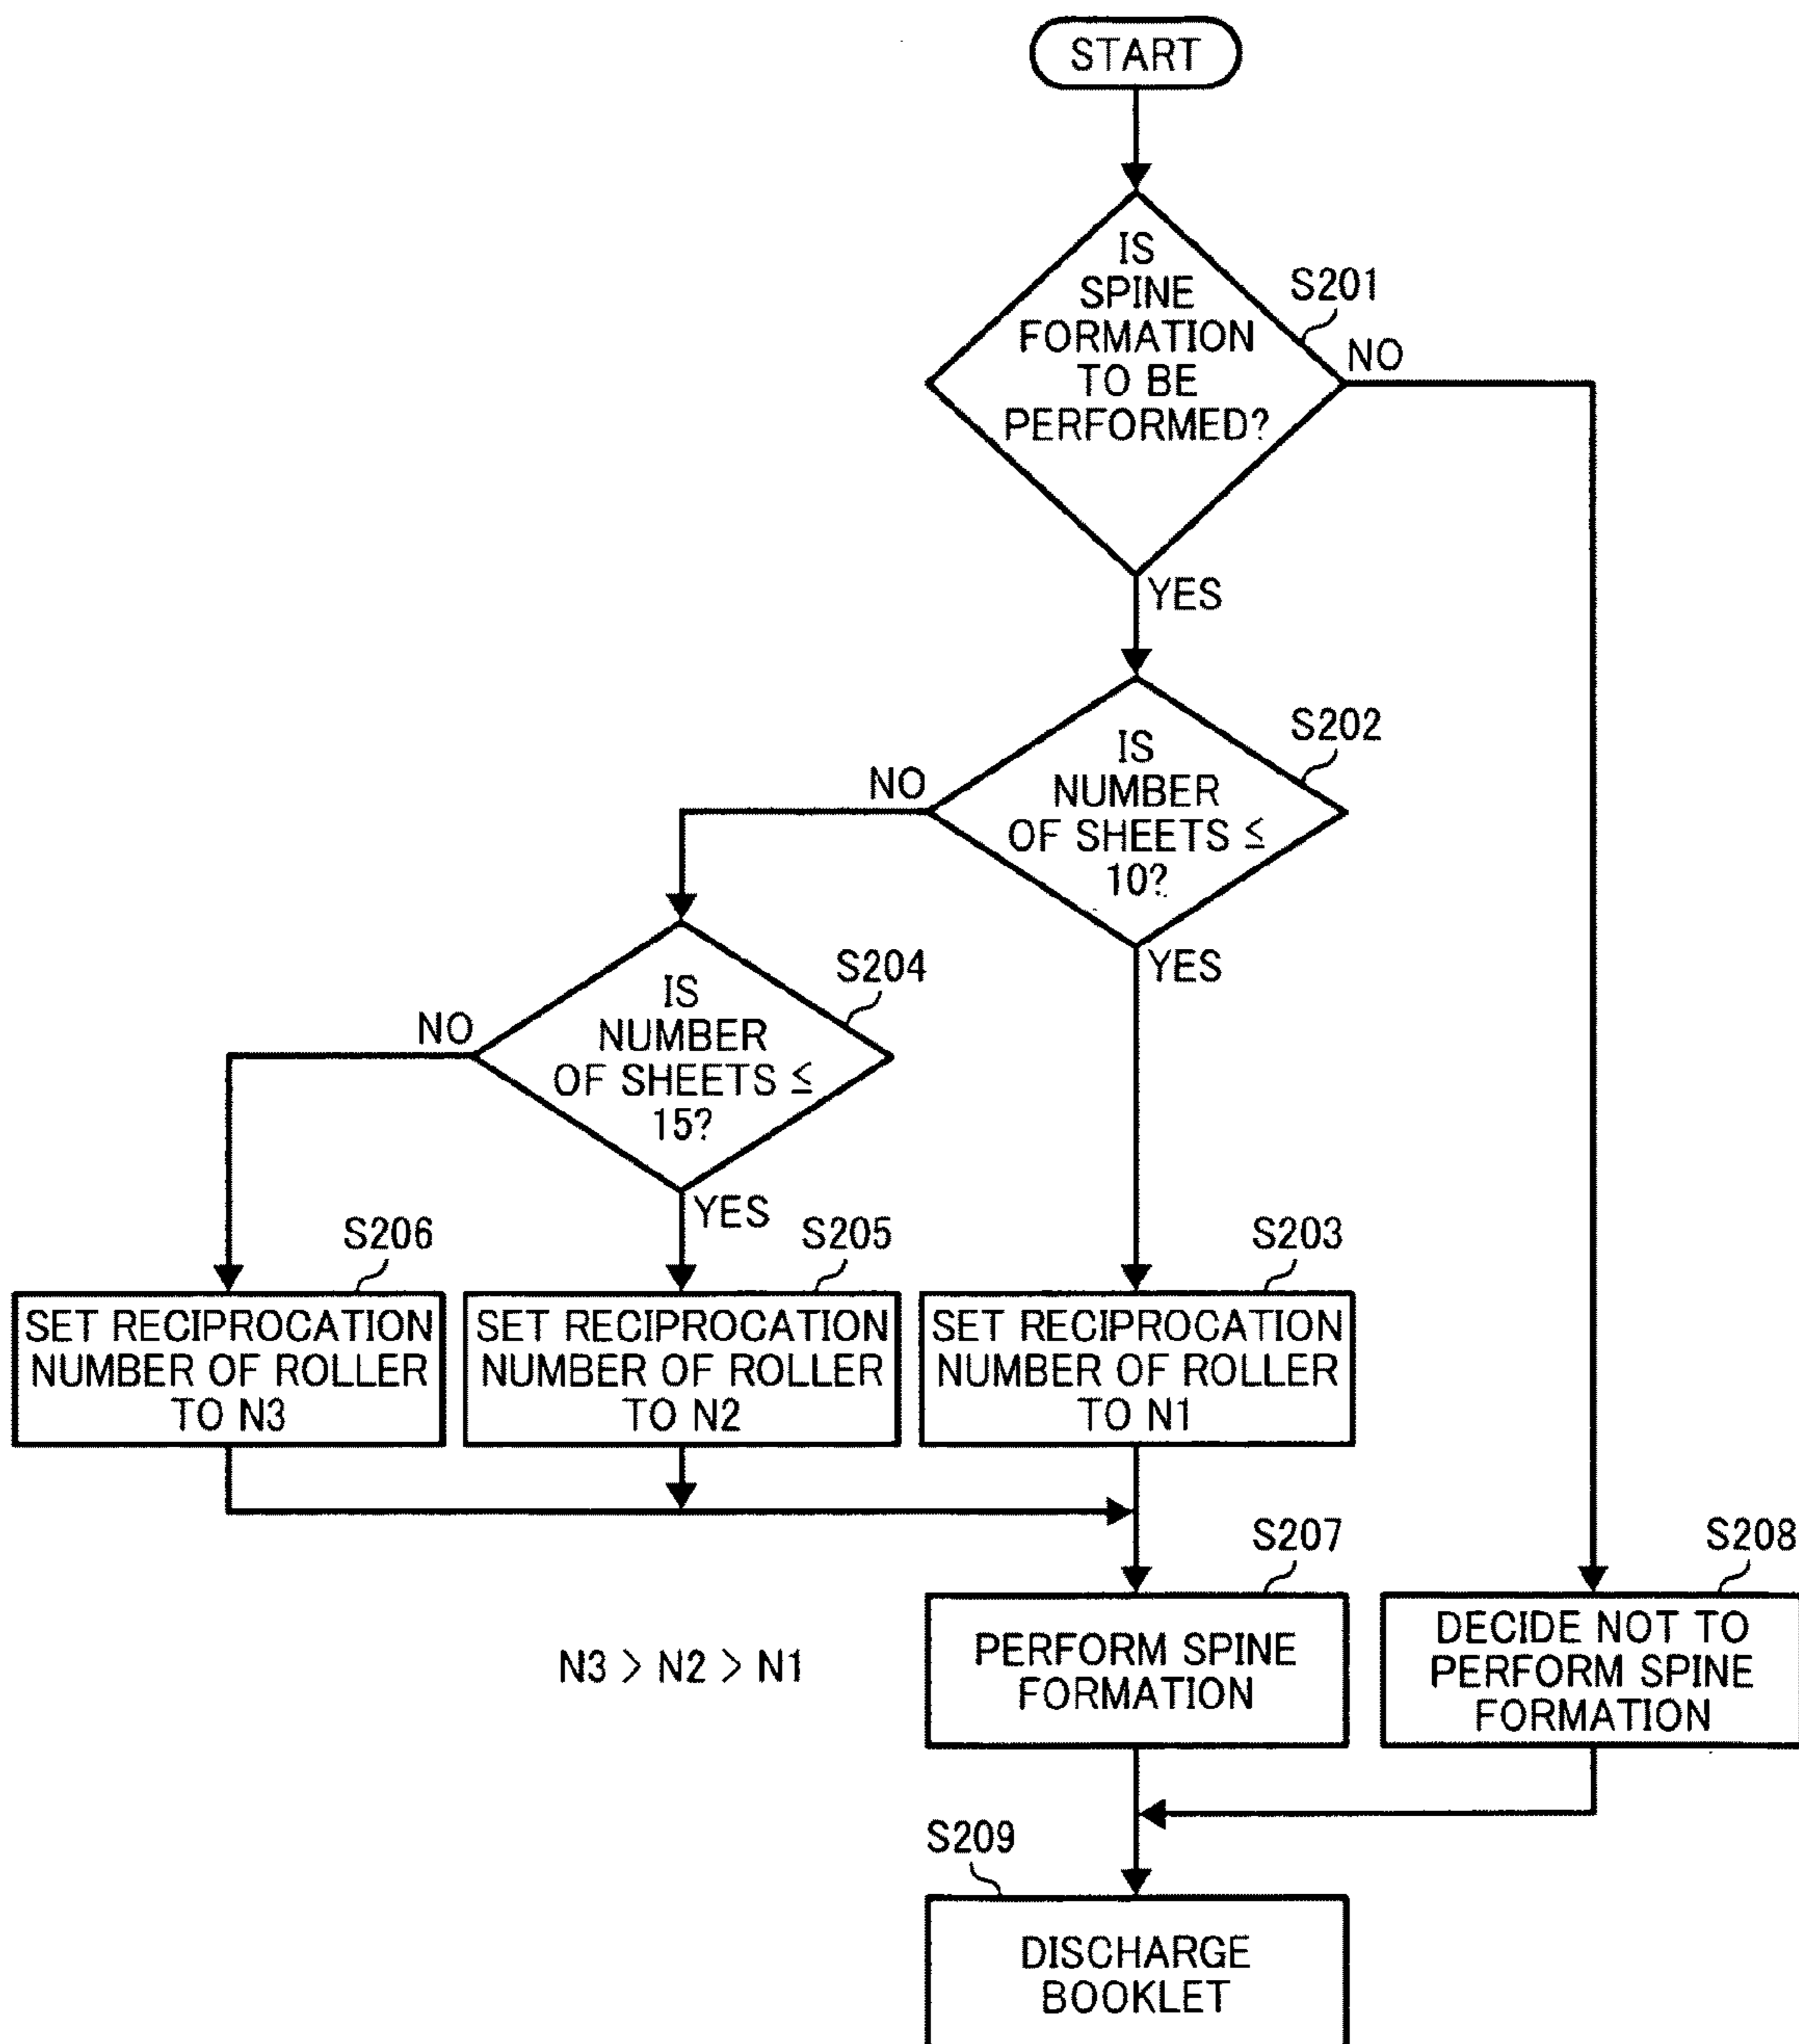 START
IS
SPINE
FORMATION
TO BE
PERFORMED?
S201
NO
YES
IS
NUMBER
OF SHEETS ≤
10?
S202
NO
YES
IS
NUMBER
OF SHEETS ≤
15?
S204
NO
YES
S206
SET RECIPROCATION
NUMBER OF ROLLER
TO N3
S205
SET RECIPROCATION
NUMBER OF ROLLER
TO N2
S203
SET RECIPROCATION
NUMBER OF ROLLER
TO N1
N3 > N2 > N1
S207
PERFORM SPINE
FORMATION
S208
DECIDE NOT TO
PERFORM SPINE
FORMATION
S209
DISCHARGE
BOOKLET